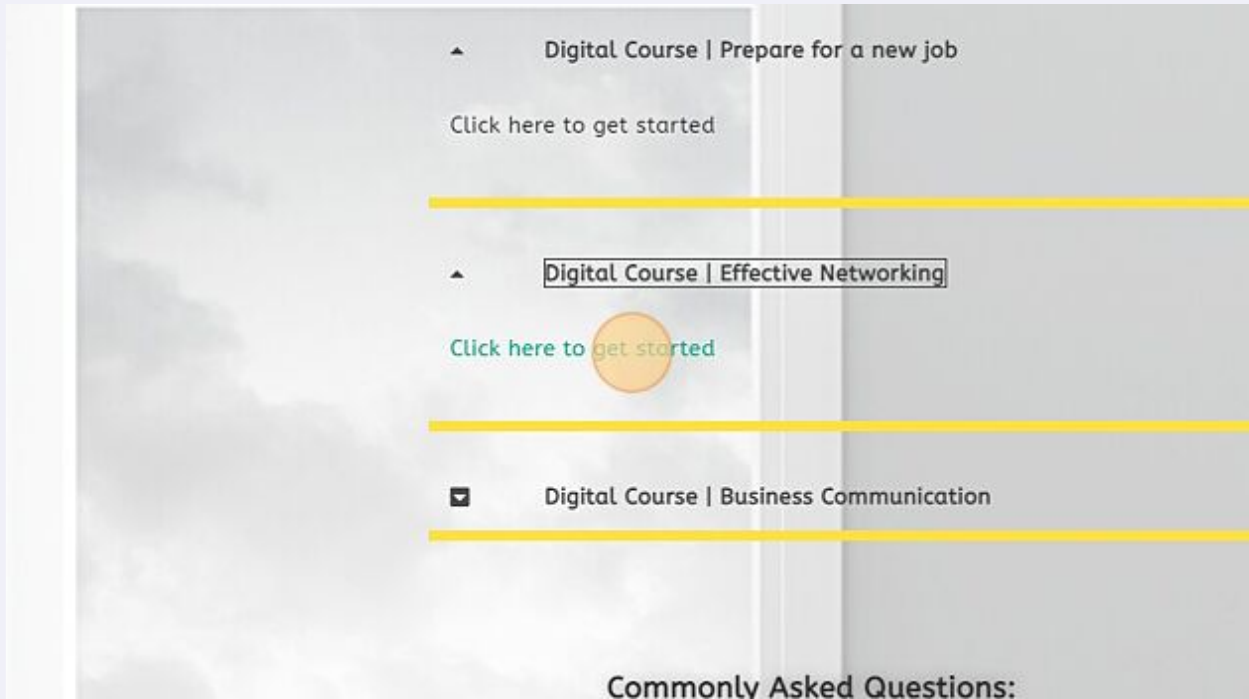 Digital Course | Prepare for a new job
Click here to get started
Digital Course | Effective Networking
Click here to get started
Digital Course | Business Communication
Commonly Asked Questions: